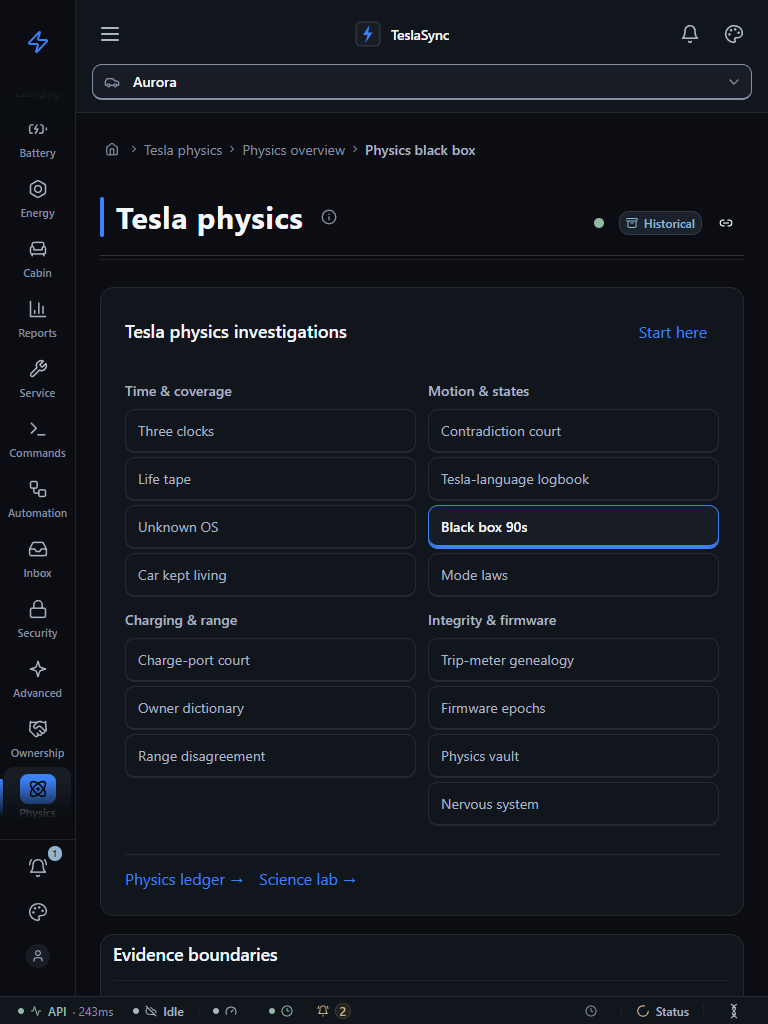 TeslaSync
Aurora
Charging
Battery
Energy
Cabin
Reports
Service
Commands
Automation
Inbox
Security
Advanced
Ownership
Physics
1
Tesla physics > Physics overview > Physics black box
Tesla physics
Historical
Tesla physics investigations
Start here
Time & coverage
Three clocks
Life tape
Unknown OS
Car kept living
Motion & states
Contradiction court
Tesla-language logbook
Black box 90s
Mode laws
Charging & range
Charge-port court
Owner dictionary
Range disagreement
Integrity & firmware
Trip-meter genealogy
Firmware epochs
Physics vault
Nervous system
Physics ledger → Science lab →
Evidence boundaries
API · 243ms Idle 2 Status